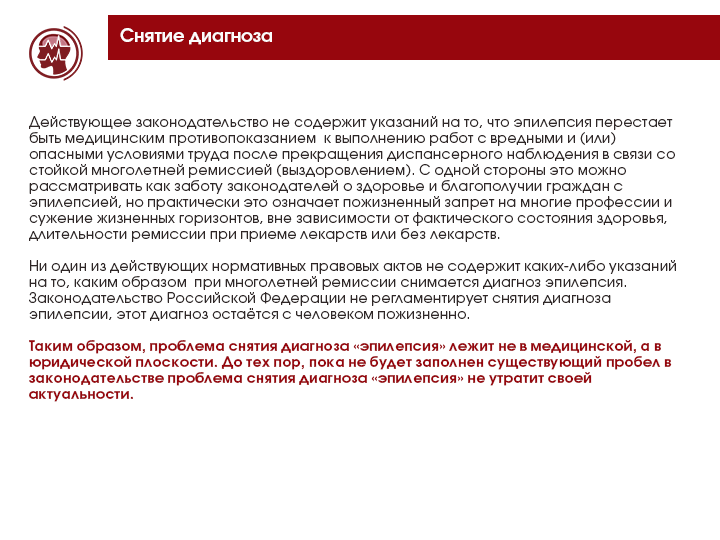 Снятие диагноза
Действующее законодательство не содержит указаний на то, что эпилепсия перестает
быть медицинским противопоказанием  к выполнению работ с вредными и (или)
опасными условиями труда после прекращения диспансерного наблюдения в связи со
стойкой многолетней ремиссией (выздоровлением). С одной стороны это можно
рассматривать как заботу законодателей о здоровье и благополучии граждан с
эпилепсией, но практически это означает пожизненный запрет на многие профессии и
сужение жизненных горизонтов, вне зависимости от фактического состояния здоровья,
длительности ремиссии при приеме лекарств или без лекарств.
Ни один из действующих нормативных правовых актов не содержит каких-либо указаний
на то, каким образом  при многолетней ремиссии снимается диагноз эпилепсия.
Законодательство Российской Федерации не регламентирует снятия диагноза
эпилепсии, этот диагноз остаётся с человеком пожизненно.
Таким образом, проблема снятия диагноза «эпилепсия» лежит не в медицинской, а в
юридической плоскости. До тех пор, пока не будет заполнен существующий пробел в
законодательстве проблема снятия диагноза «эпилепсия» не утратит своей
актуальности.